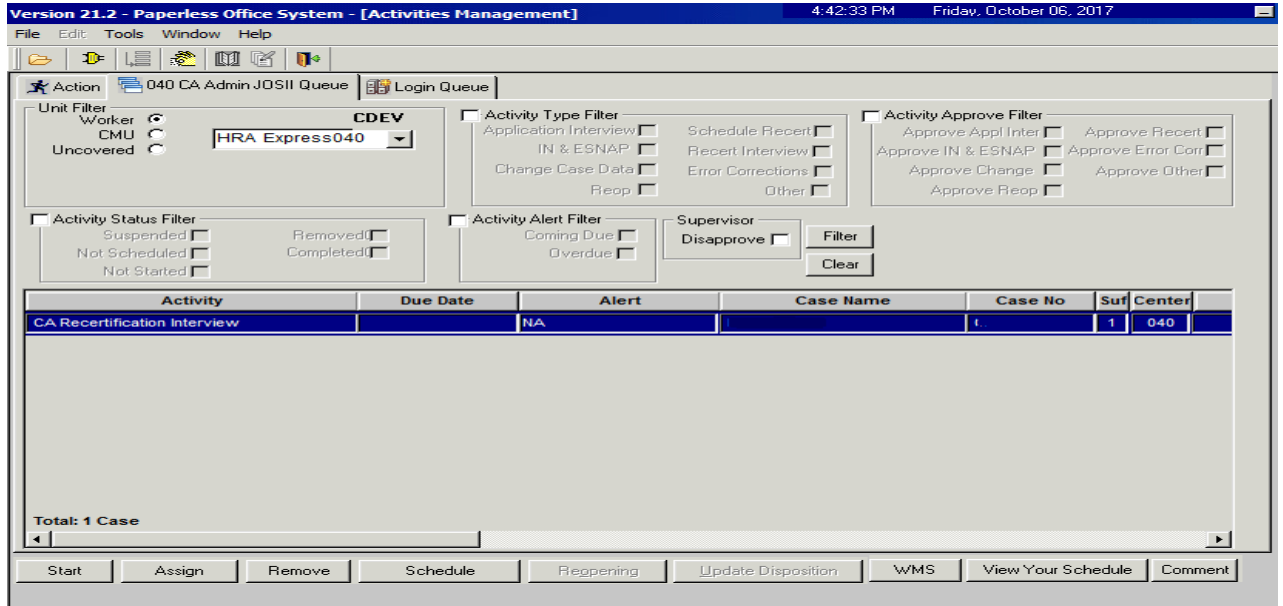 Version 21.2 - Paperless Office System - [Activities Management] 4:42:33 PM Friday, October 06, 2017
File Edit Tools Window Help
Action 040 CA Admin JOSII Queue Login Queue
Unit Filter
Worker CDEV
CMU HRA Express040
Uncovered
Activity Type Filter
Application Interview Schedule Recert
IN & ESNAP Recert Interview
Change Case Data Error Corrections
Reop Other
Activity Approve Filter
Approve Appl Inter Approve Recert
Approve IN & ESNAP Approve Error Corr
Approve Change Approve Other
Approve Reop
Activity Status Filter
Suspended Removed
Not Scheduled Completed
Not Started
Activity Alert Filter
Coming Due
Overdue
Supervisor
Disapprove
Filter
Clear
Activity Due Date Alert Case Name Case No Suf Center
CA Recertification Interview NA 1 040
Total: 1 Case
Start Assign Remove Schedule Reopening Update Disposition WMS View Your Schedule Comment